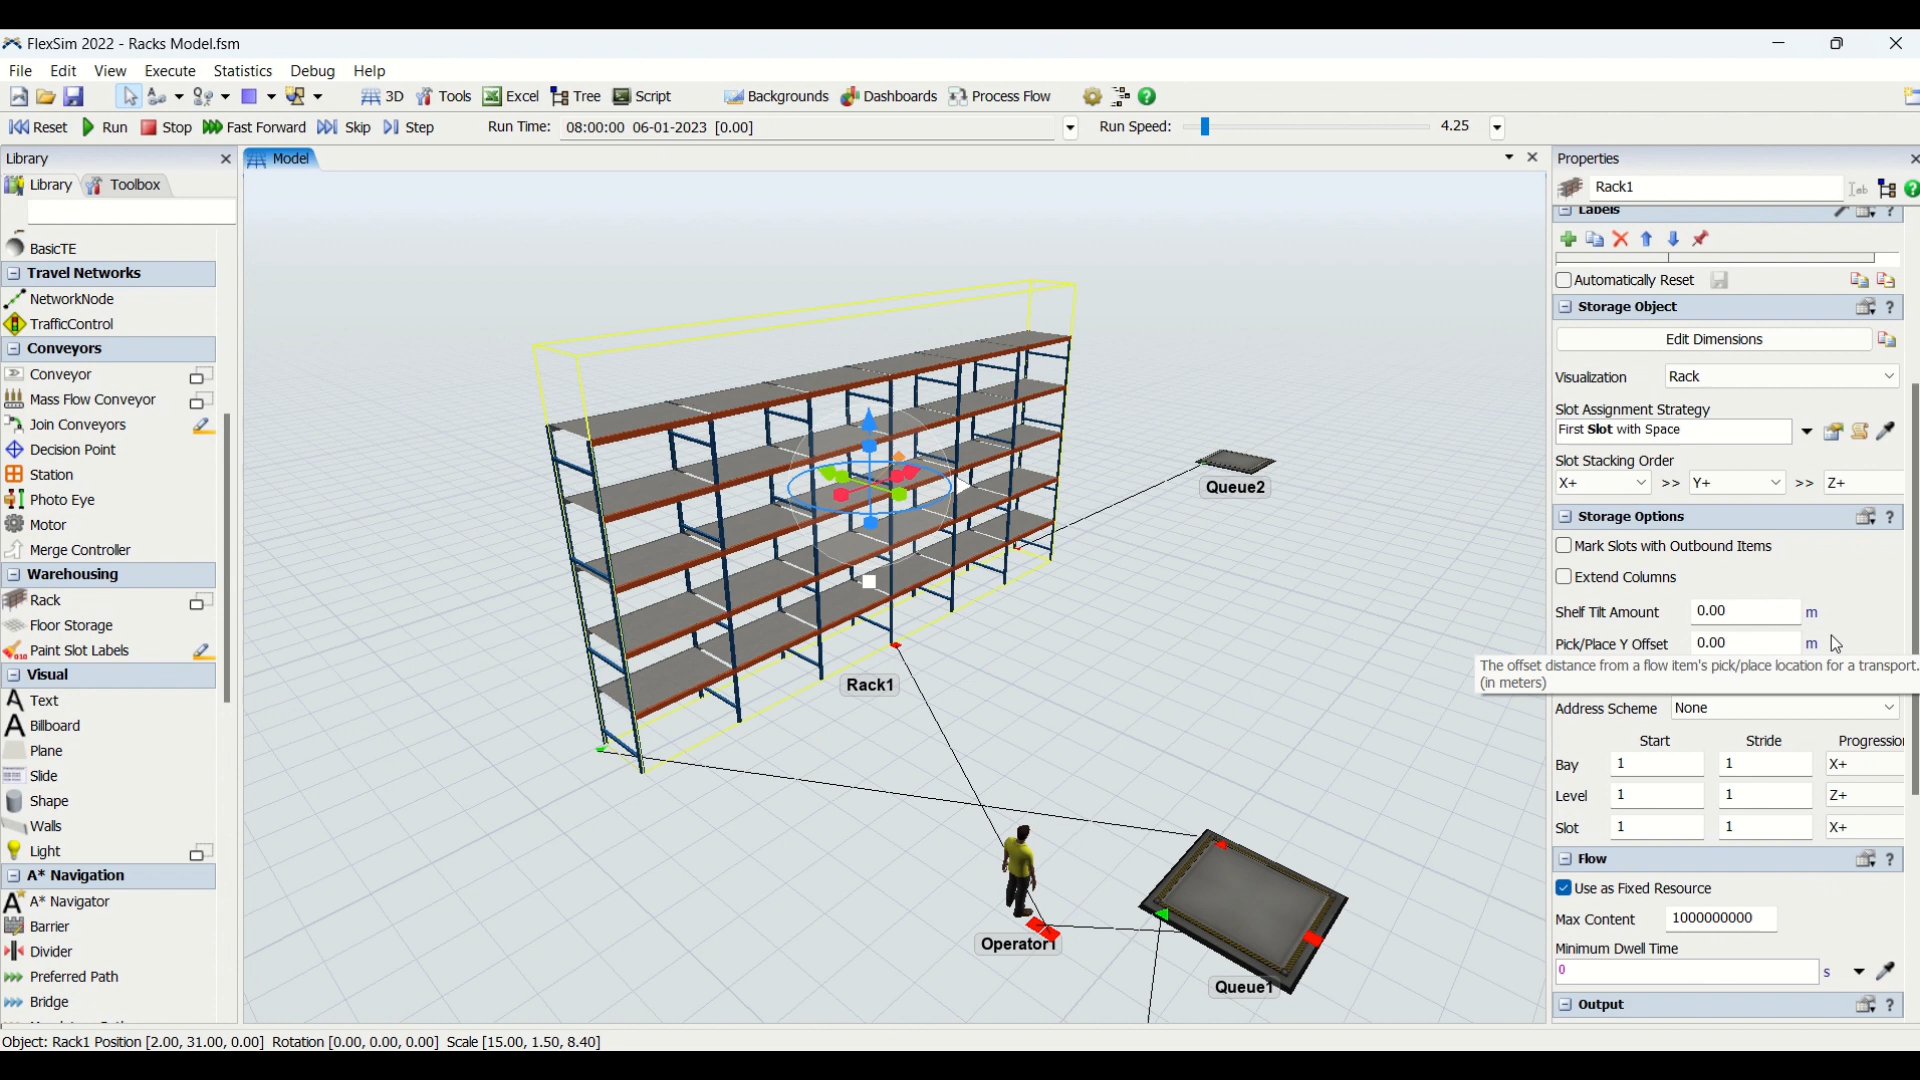 FlexSim 2022 - Racks Model.fsm
File Edit View Execute Statistics Debug Help
3D Tools Excel Tree Script Backgrounds Dashboards Process Flow
Reset Run Stop Fast Forward Skip Step Run Time: 08:00:00 06-01-2023 [0.00] Run Speed: 4.25
Library
Library Toolbox
BasicTE
Travel Networks
NetworkNode
TrafficControl
Conveyors
Conveyor
Mass Flow Conveyor
Join Conveyors
Decision Point
Station
Photo Eye
Motor
Merge Controller
Warehousing
Rack
Floor Storage
Paint Slot Labels
Visual
Text
Billboard
Plane
Slide
Shape
Walls
Light
A* Navigation
A* Navigator
Barrier
Divider
Preferred Path
Bridge
Model
Rack1
Queue2
Operator1
Queue1
Properties
Rack1
Labels
Automatically Reset
Storage Object
Edit Dimensions
Visualization Rack
Slot Assignment Strategy
First Slot with Space
Slot Stacking Order
X+ >> Y+ >> Z+
Storage Options
Mark Slots with Outbound Items
Extend Columns
Shelf Tilt Amount 0.00 m
Pick/Place Y Offset 0.00 m
The offset distance from a flow item's pick/place location for a transport.
(in meters)
Address Scheme None
Start Stride Progression
Bay 1 1 X+
Level 1 1 Z+
Slot 1 1 X+
Flow
Use as Fixed Resource
Max Content 1000000000
Minimum Dwell Time
0 s
Output
Object: Rack1 Position [2.00, 31.00, 0.00] Rotation [0.00, 0.00, 0.00] Scale [15.00, 1.50, 8.40]